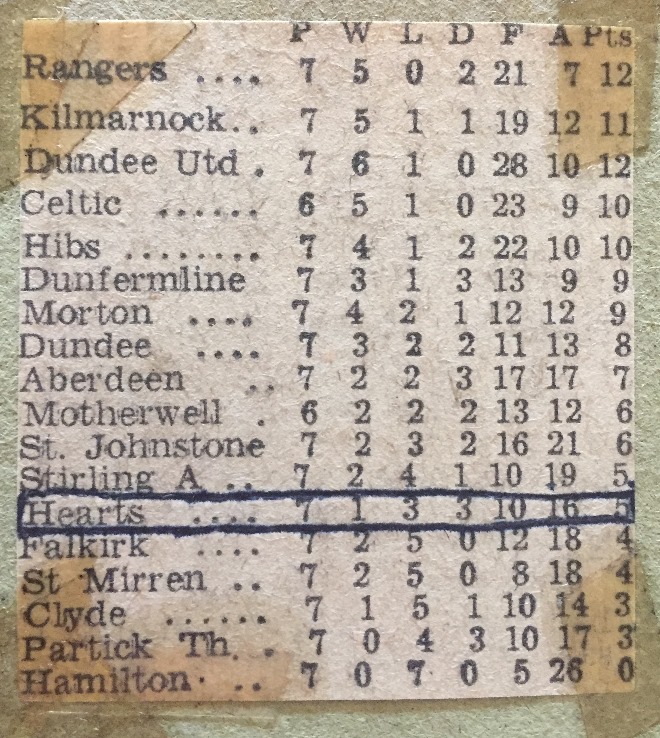 P W L D F A Pts
Rangers .... 7 5 0 2 21 7 12
Kilmarnock.. 7 5 1 1 19 12 11
Dundee Utd . 7 6 1 0 28 10 12
Celtic ...... 6 5 1 0 23 9 10
Hibs ........ 7 4 1 2 22 10 10
Dunfermline 7 3 1 3 13 9 9
Morton .... 7 4 2 1 12 12 9
Dundee .... 7 3 2 2 11 13 8
Aberdeen .. 7 2 2 3 17 17 7
Motherwell . 6 2 2 2 13 12 6
St. Johnstone 7 2 3 2 16 21 6
Stirling A .. 7 2 4 1 10 19 5
Hearts .... 7 1 3 3 10 16 5
Falkirk .... 7 2 5 0 12 18 4
St Mirren .. 7 2 5 0 8 18 4
Clyde ...... 7 1 5 1 10 14 3
Partick Th. . 7 0 4 3 10 17 3
Hamilton .. 7 0 7 0 5 26 0